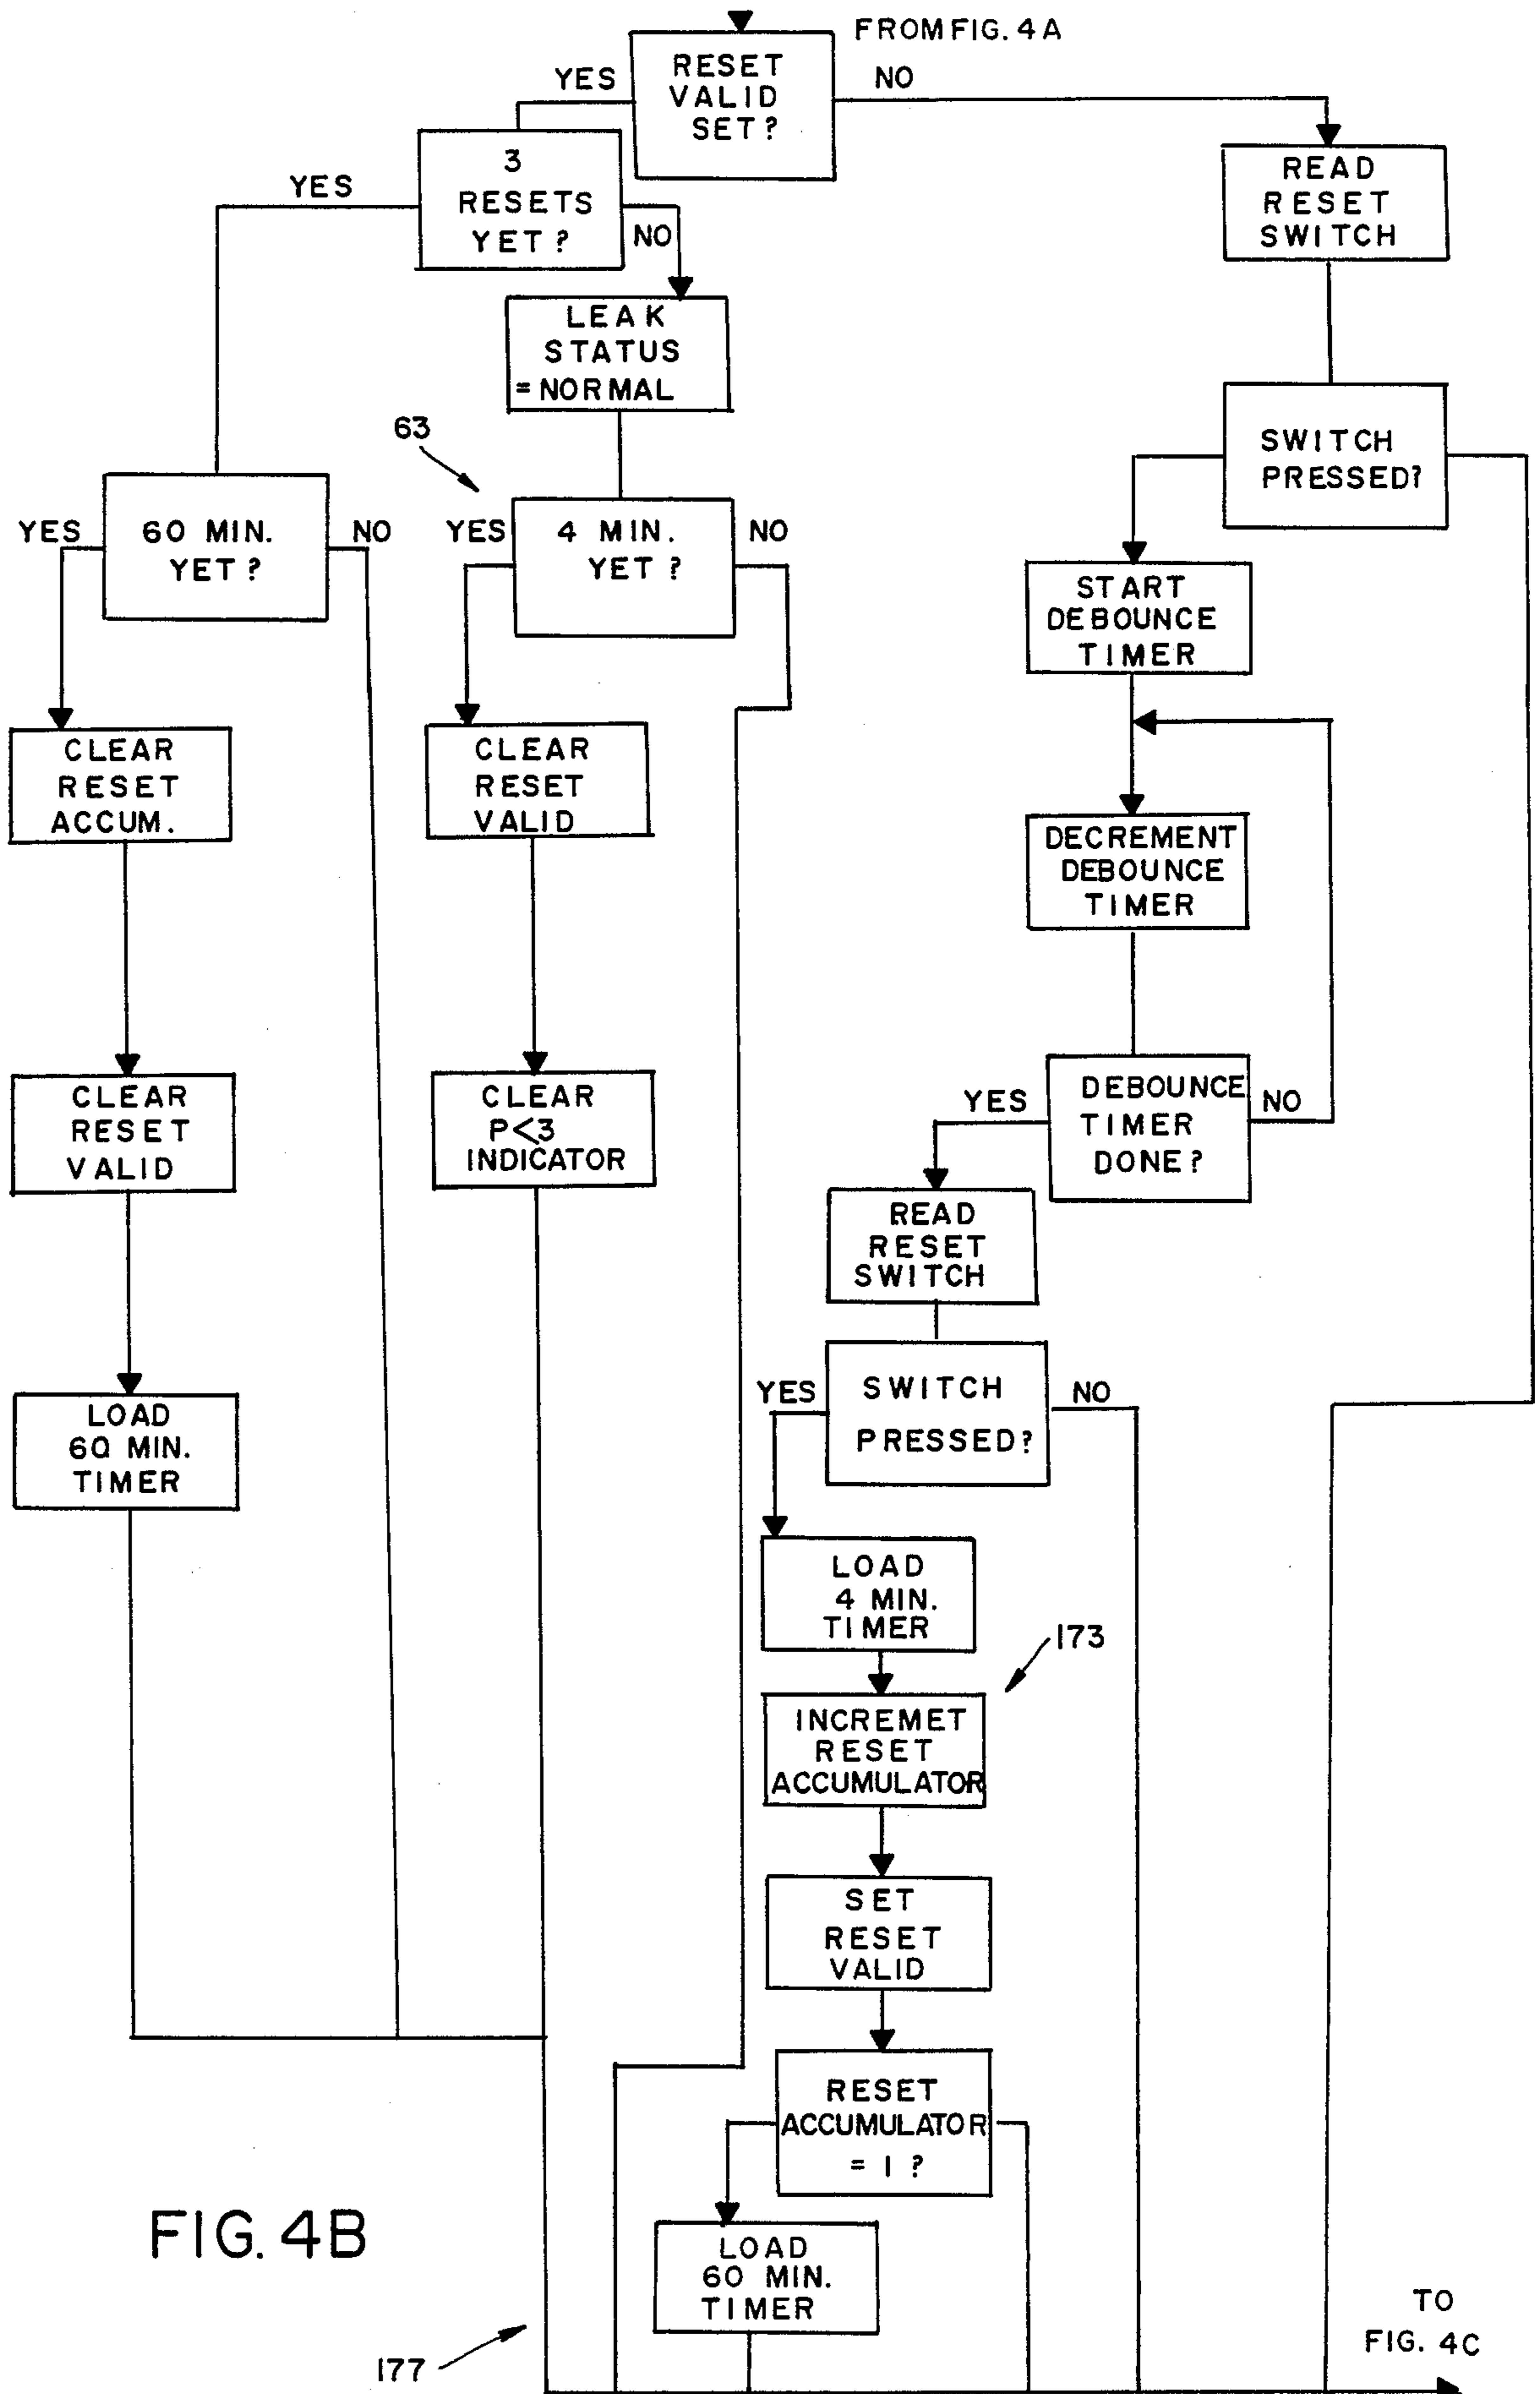 FROM FIG. 4A
RESET
VALID
SET?
YES
NO
3
RESETS
YET?
YES
NO
READ
RESET
SWITCH
LEAK
STATUS
=NORMAL
63
SWITCH
PRESSED?
60 MIN.
YET?
YES
NO
4 MIN.
YET?
YES
NO
START
DEBOUNCE
TIMER
CLEAR
RESET
ACCUM.
CLEAR
RESET
VALID
DECREMENT
DEBOUNCE
TIMER
CLEAR
RESET
VALID
CLEAR
P<3
INDICATOR
YES
DEBOUNCE
TIMER
DONE?
NO
READ
RESET
SWITCH
LOAD
60 MIN.
TIMER
YES
SWITCH
PRESSED?
NO
LOAD
4 MIN.
TIMER
173
INCREMET
RESET
ACCUMULATOR
SET
RESET
VALID
RESET
ACCUMULATOR
= 1 ?
LOAD
60 MIN.
TIMER
FIG. 4B
177
TO
FIG. 4C